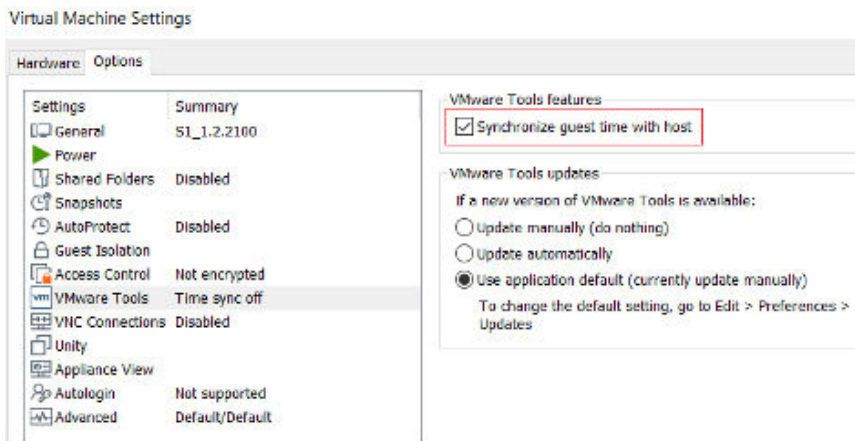 Virtual Machine Settings
Hardware Options
Settings Summary
General S1_1.2.2100
Power
Shared Folders Disabled
Snapshots
AutoProtect Disabled
Guest Isolation
Access Control Not encrypted
vm VMware Tools Time sync off
VNC Connections Disabled
Unity
Appliance View
Autologin Not supported
Advanced Default/Default
VMware Tools features
Synchronize guest time with host
VMware Tools updates
If a new version of VMware Tools is available:
Update manually (do nothing)
Update automatically
Use application default (currently update manually)
To change the default setting, go to Edit > Preferences >
Updates